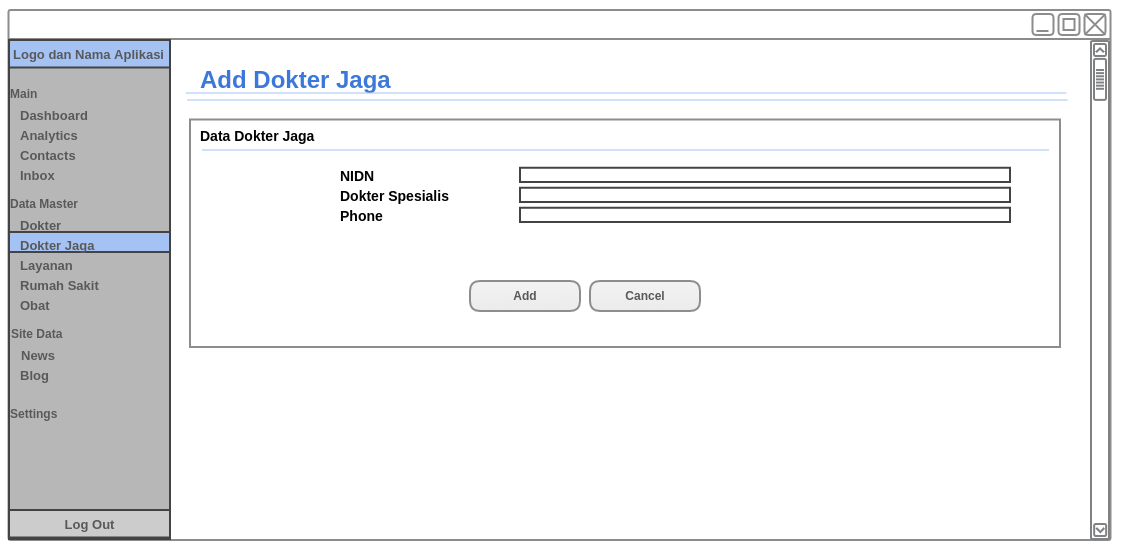 Logo dan Nama Aplikasi
Main
Dashboard
Analytics
Contacts
Inbox
Data Master
Dokter
Dokter Jaga
Layanan
Rumah Sakit
Obat
Site Data
News
Blog
Settings
Log Out
Add Dokter Jaga
Data Dokter Jaga
NIDN
Dokter Spesialis
Phone
Add
Cancel